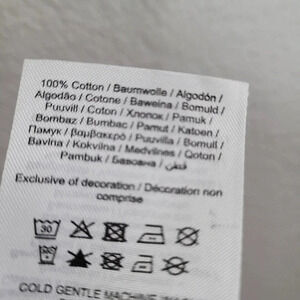 100% Cotton / Baumwolle / Algodón /
Algodão / Cotone / Baweina / Bomuld /
Puuvill / Coton / Хлопок / Pamuk /
Bombaz / Bumbac / Pamut / Katoen /
Памук / βαμβακερό / Puuvilla / Bomull /
Bavlna / Kokvilna / Medvilnes / Qoton /
Pambuk / Бавовна / قطن /
Exclusive of decoration / Décoration non
comprise
30
COLD GENTLE MACHINE